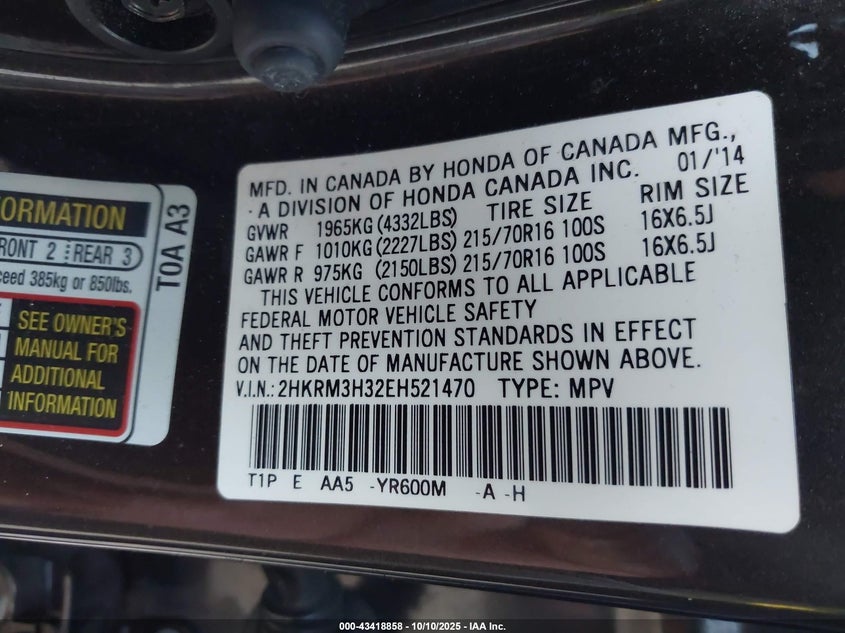 ORMATION
FRONT 2 REAR 3
ceed 385kg or 850lbs.
SEE OWNER'S
MANUAL FOR
ADDITIONAL
INFORMATION
T0A A3
MFD. IN CANADA BY HONDA OF CANADA MFG.,
- A DIVISION OF HONDA CANADA INC. 01/'14
GVWR 1965KG (4332LBS) TIRE SIZE RIM SIZE
GAWR F 1010KG (2227LBS) 215/70R16 100S 16X6.5J
GAWR R 975KG (2150LBS) 215/70R16 100S 16X6.5J
THIS VEHICLE CONFORMS TO ALL APPLICABLE
FEDERAL MOTOR VEHICLE SAFETY
AND THEFT PREVENTION STANDARDS IN EFFECT
ON THE DATE OF MANUFACTURE SHOWN ABOVE.
V.I.N.: 2HKRM3H32EH521470 TYPE: MPV
T1P E AA5 -YR600M -A -H
000-43418858 - 10/10/2025 - IAA Inc.